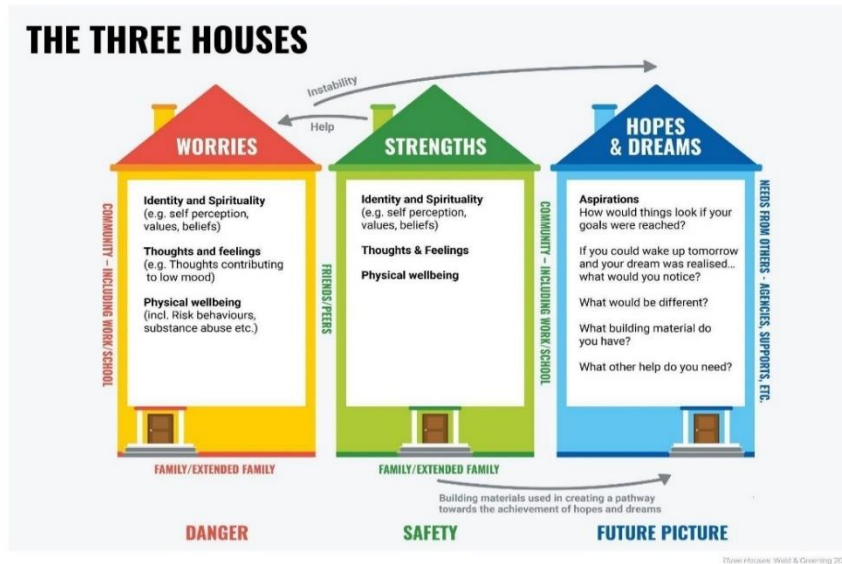 THE THREE HOUSES
Instability
Help
WORRIES
STRENGTHS
HOPES
& DREAMS
COMMUNITY – INCLUDING WORK/SCHOOL
Identity and Spirituality
(e.g. self perception,
values, beliefs)
Thoughts and feelings
(e.g. Thoughts contributing
to low mood)
Physical wellbeing
(incl. Risk behaviours,
substance abuse etc.)
FRIENDS/PEERS
Identity and Spirituality
(e.g. self perception,
values, beliefs)
Thoughts & Feelings
Physical wellbeing
COMMUNITY – INCLUDING WORK/SCHOOL
Aspirations
How would things look if your
goals were reached?
If you could wake up tomorrow
and your dream was realised...
what would you notice?
What would be different?
What building material do
you have?
What other help do you need?
NEEDS FROM OTHERS - AGENCIES, SUPPORTS, ETC.
FAMILY/EXTENDED FAMILY
FAMILY/EXTENDED FAMILY
Building materials used in creating a pathway
towards the achievement of hopes and dreams
DANGER
SAFETY
FUTURE PICTURE
Three Houses: Weld & Greening 20